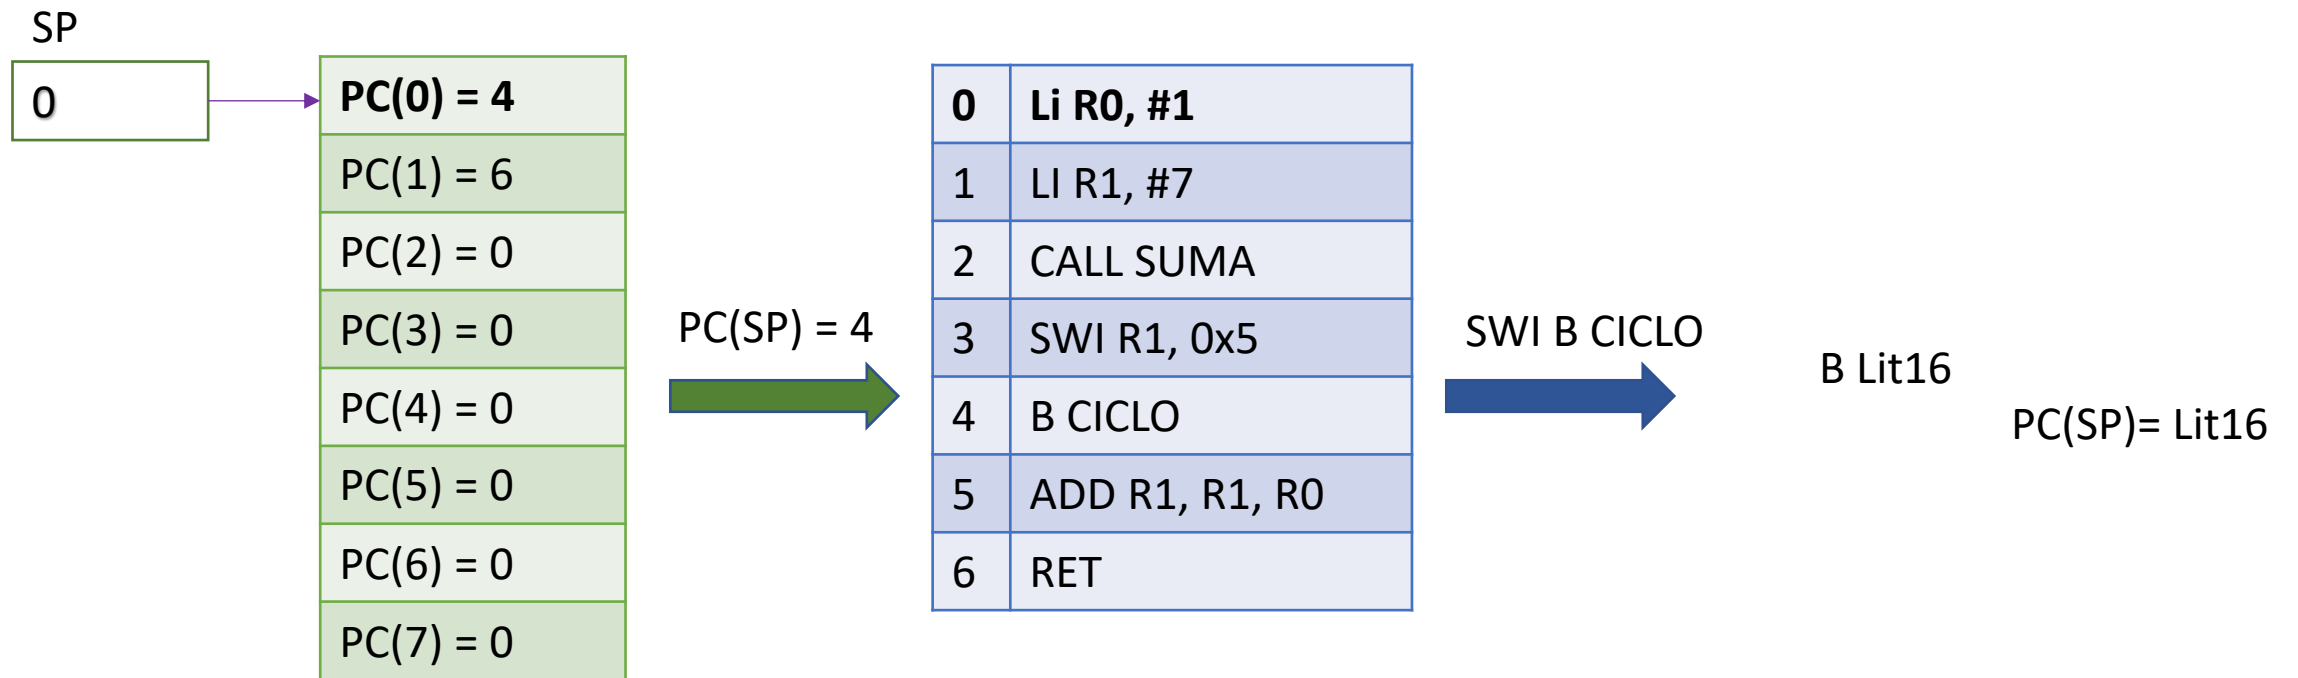 SP
0
PC(0) = 4
PC(1) = 6
PC(2) = 0
PC(3) = 0
PC(4) = 0
PC(5) = 0
PC(6) = 0
PC(7) = 0
PC(SP) = 4
0 Li R0, #1
1 LI R1, #7
2 CALL SUMA
3 SWI R1, 0x5
4 B CICLO
5 ADD R1, R1, R0
6 RET
SWI B CICLO
B Lit16
PC(SP)= Lit16